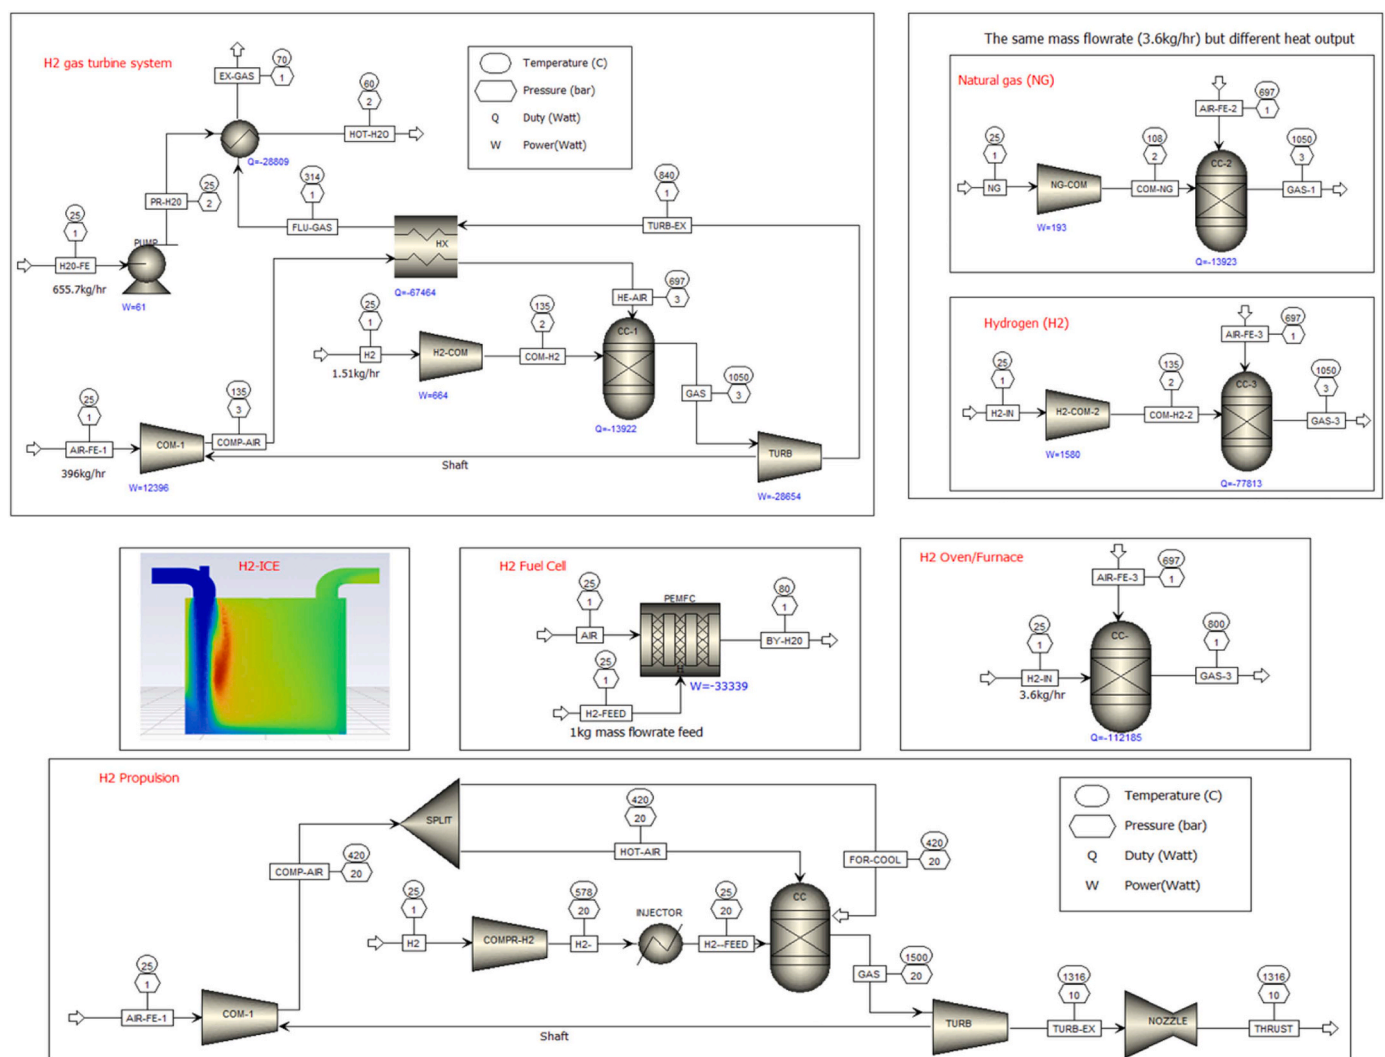 H2 gas turbine system
70
EX-GAS
1
60
2
HOT-H2O
Q=-28809
Temperature (C)
Pressure (bar)
Q
Duty (Watt)
W
Power(Watt)
PR-H20
25
2
314
1
FLU-GAS
840
1
TURB-EX
25
1
H20-FE
PUMP
655.7kg/hr
W=61
HX
Q=-67464
697
HE-AIR
3
25
1
H2
1.51kg/hr
H2-COM
W=664
135
2
COM-H2
CC-1
Q=-13922
1050
GAS
3
25
1
AIR-FE-1
396kg/hr
135
3
COMP-AIR
COM-1
W=12396
Shaft
TURB
W=-28654
The same mass flowrate (3.6kg/hr) but different heat output
Natural gas (NG)
697
AIR-FE-2
1
25
1
NG
NG-COM
W=193
108
2
COM-NG
CC-2
Q=-13923
1050
3
GAS-1
Hydrogen (H2)
697
AIR-FE-3
1
25
1
H2-IN
H2-COM-2
W=1580
135
2
COM-H2-2
CC-3
Q=-77813
1050
3
GAS-3
H2-ICE
H2 Fuel Cell
25
1
AIR
PEMFC
80
1
BY-H20
25
1
H2-FEED
W=-33339
1kg mass flowrate feed
H2 Oven/Furnace
697
AIR-FE-3
1
25
1
H2-IN
3.6kg/hr
CC-
Q=-112185
800
1
GAS-3
H2 Propulsion
SPLIT
420
20
HOT-AIR
420
FOR-COOL
20
420
COMP-AIR
20
25
1
H2
COMPR-H2
578
20
H2-
INJECTOR
25
20
H2--FEED
CC
1500
GAS
20
Temperature (C)
Pressure (bar)
Q
Duty (Watt)
W
Power(Watt)
25
1
AIR-FE-1
COM-1
Shaft
TURB
1316
10
TURB-EX
NOZZLE
1316
10
THRUST